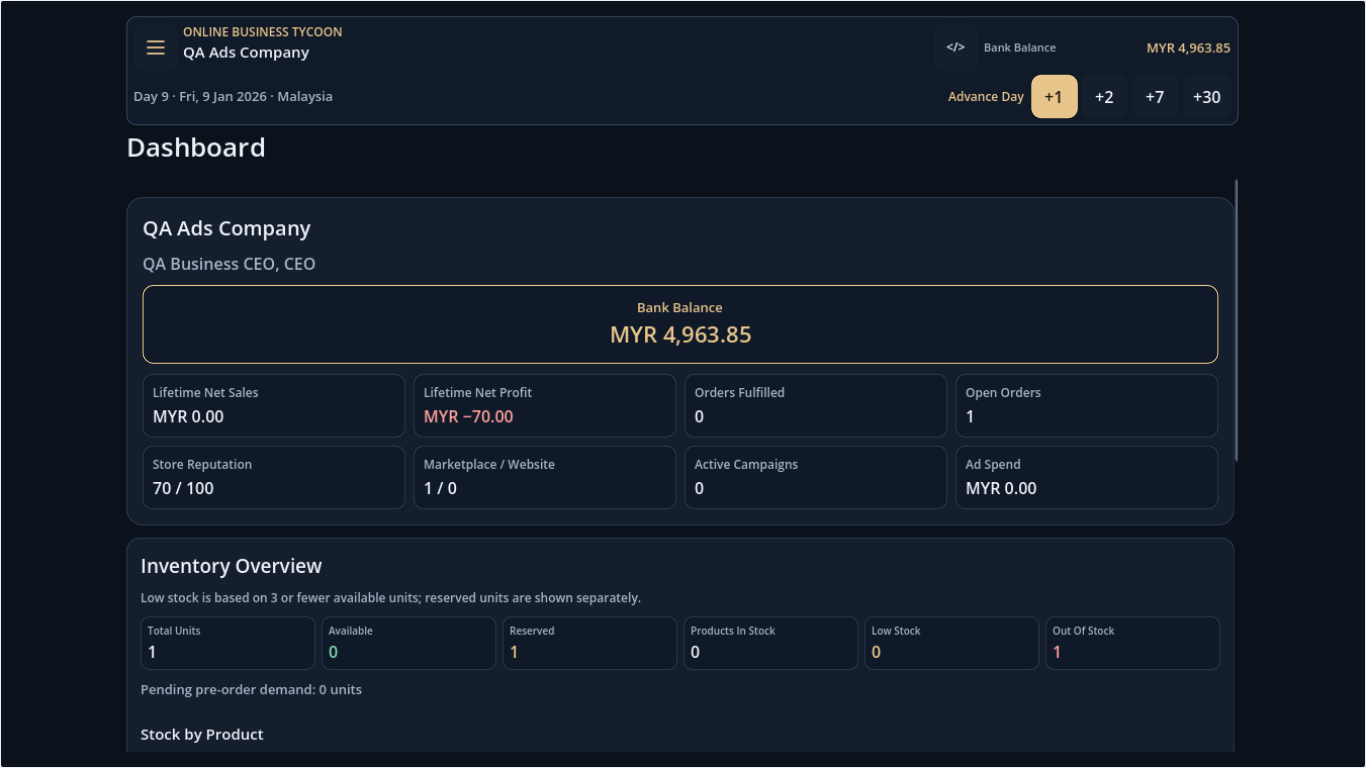 ONLINE BUSINESS TYCOON
QA Ads Company
</>
Bank Balance
MYR 4,963.85
Day 9 · Fri, 9 Jan 2026 · Malaysia
Advance Day
+1
+2
+7
+30
Dashboard
QA Ads Company
QA Business CEO, CEO
Bank Balance
MYR 4,963.85
Lifetime Net Sales
MYR 0.00
Lifetime Net Profit
MYR −70.00
Orders Fulfilled
0
Open Orders
1
Store Reputation
70 / 100
Marketplace / Website
1 / 0
Active Campaigns
0
Ad Spend
MYR 0.00
Inventory Overview
Low stock is based on 3 or fewer available units; reserved units are shown separately.
Total Units
1
Available
0
Reserved
1
Products In Stock
0
Low Stock
0
Out Of Stock
1
Pending pre-order demand: 0 units
Stock by Product